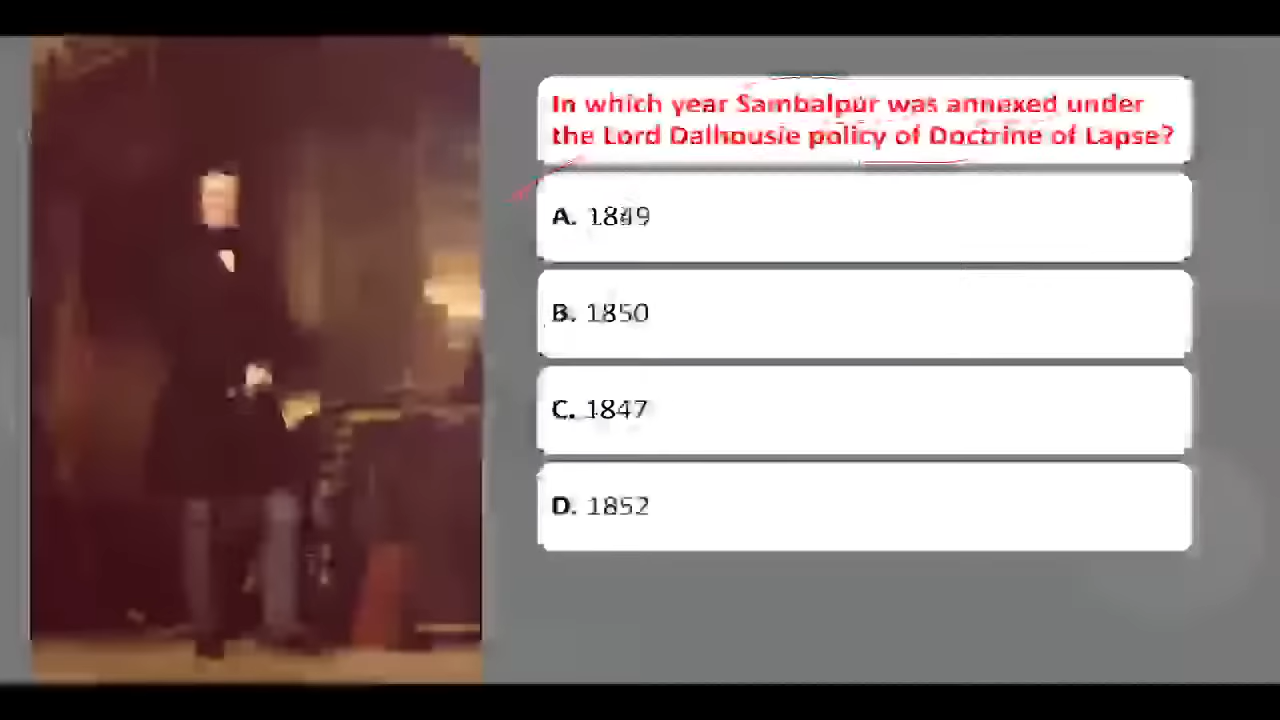 In which year Sambalpur was annexed under
the Lord Dalhousie policy of Doctrine of Lapse?
A. 1849
B. 1850
C. 1847
D. 1852